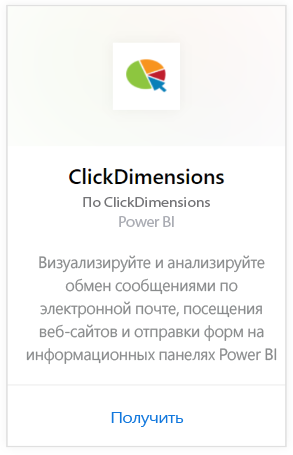 ClickDimensions
По ClickDimensions
Power BI
Визуализируйте и анализируйте
обмен сообщениями по
электронной почте, посещения
веб-сайтов и отправки форм на
информационных панелях Power BI
Получить